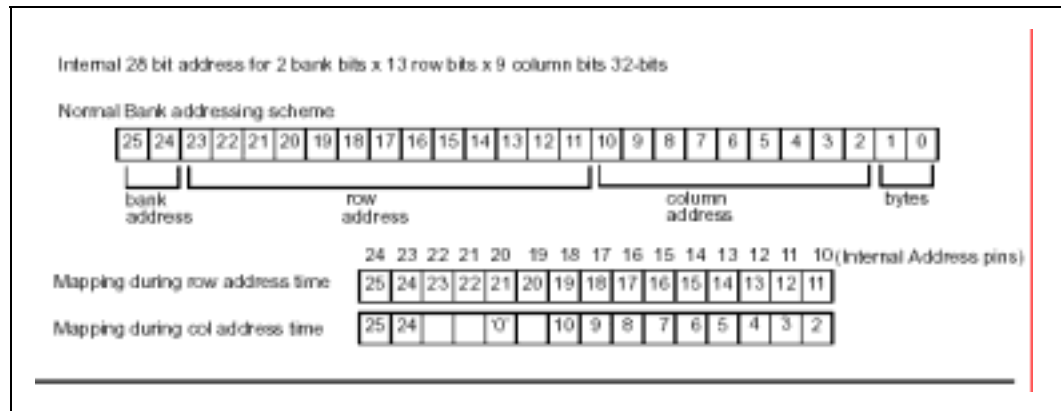 Internal 28 bit address for 2 bank bits x 13 row bits x 9 column bits 32-bits
Normal Bank addressing scheme
25 24 23 22 21 20 19 18 17 16 15 14 13 12 11 10 9 8 7 6 5 4 3 2 1 0
bank address
row address
column address
bytes
24 23 22 21 20 19 18 17 16 15 14 13 12 11 10 (Internal Address pins)
Mapping during row address time 25 24 23 22 21 20 19 18 17 16 15 14 13 12 11
Mapping during col address time 25 24 '0' 10 9 8 7 6 5 4 3 2